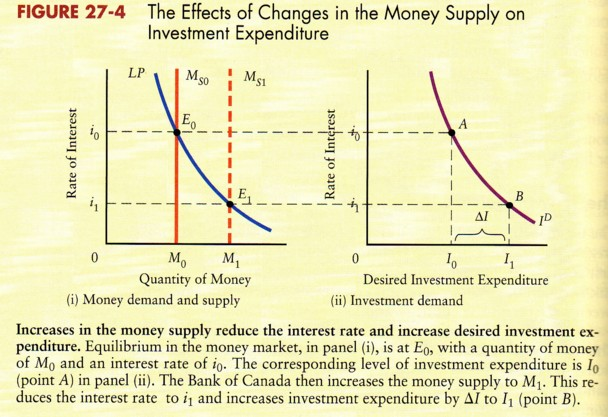 FIGURE 27-4 The Effects of Changes in the Money Supply on
Investment Expenditure
LP
MS0
MS1
E0
E1
i0
i1
Rate of Interest
0
M0
M1
Quantity of Money
(i) Money demand and supply
A
B
ID
ΔI
i0
i1
Rate of Interest
0
I0
I1
Desired Investment Expenditure
(ii) Investment demand
Increases in the money supply reduce the interest rate and increase desired investment ex-
penditure. Equilibrium in the money market, in panel (i), is at E0, with a quantity of money
of M0 and an interest rate of i0. The corresponding level of investment expenditure is I0
(point A) in panel (ii). The Bank of Canada then increases the money supply to M1. This re-
duces the interest rate to i1 and increases investment expenditure by ΔI to I1 (point B).